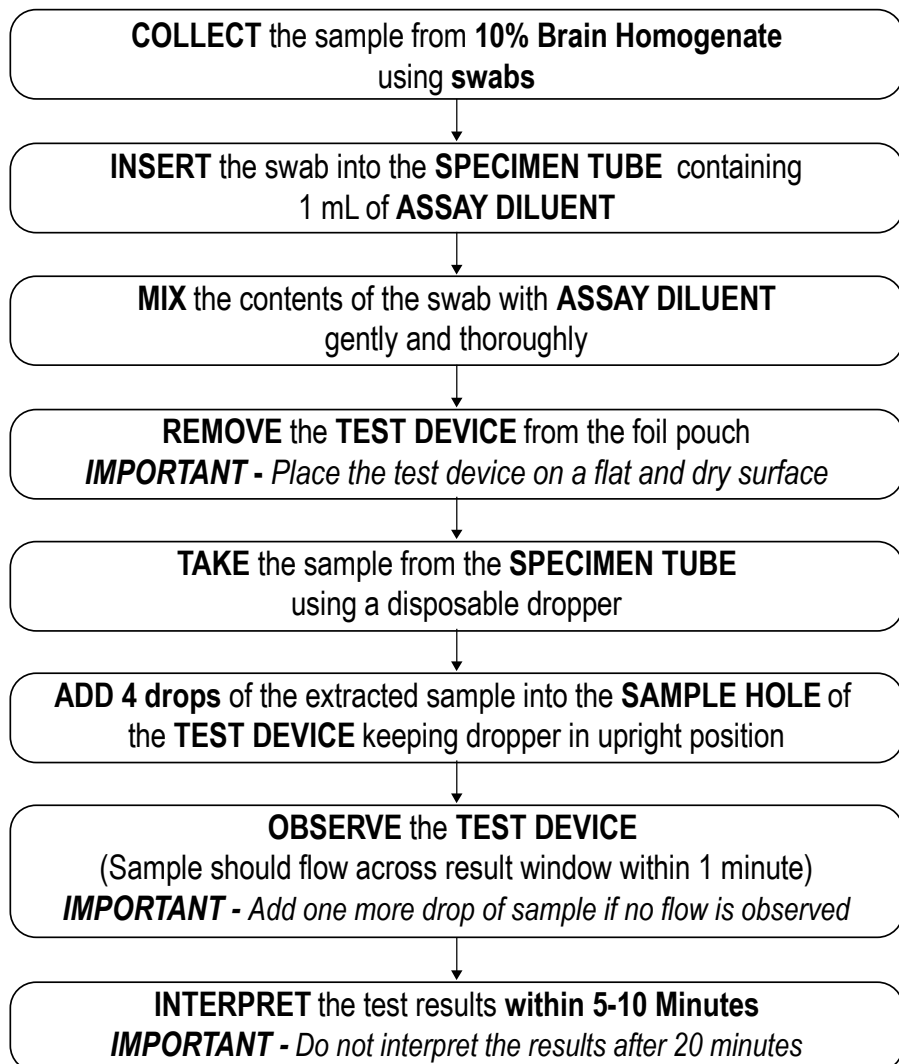 COLLECT the sample from 10% Brain Homogenate
using swabs
INSERT the swab into the SPECIMEN TUBE containing
1 mL of ASSAY DILUENT
MIX the contents of the swab with ASSAY DILUENT
gently and thoroughly
REMOVE the TEST DEVICE from the foil pouch
IMPORTANT - Place the test device on a flat and dry surface
TAKE the sample from the SPECIMEN TUBE
using a disposable dropper
ADD 4 drops of the extracted sample into the SAMPLE HOLE of
the TEST DEVICE keeping dropper in upright position
OBSERVE the TEST DEVICE
(Sample should flow across result window within 1 minute)
IMPORTANT - Add one more drop of sample if no flow is observed
INTERPRET the test results within 5-10 Minutes
IMPORTANT - Do not interpret the results after 20 minutes